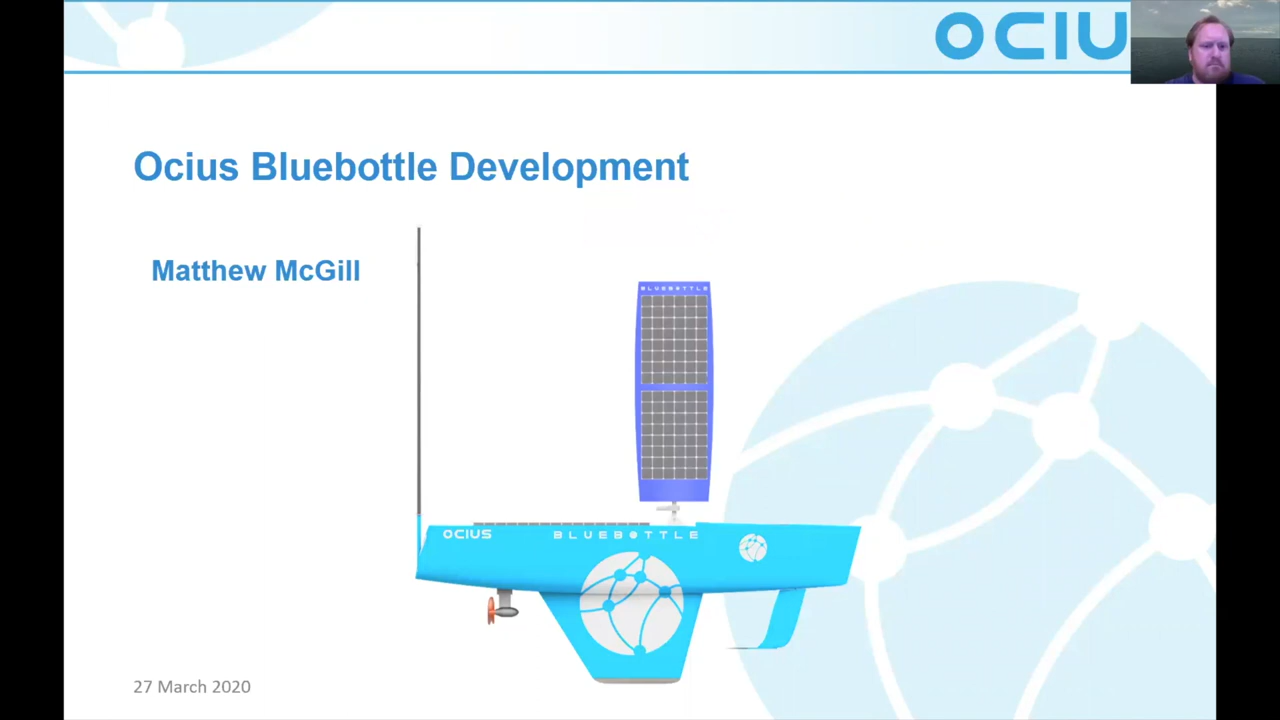 OCIU
Ocius Bluebottle Development
Matthew McGill
BLUEBOTTLE
OCIUS
BLUEBOTTLE
27 March 2020